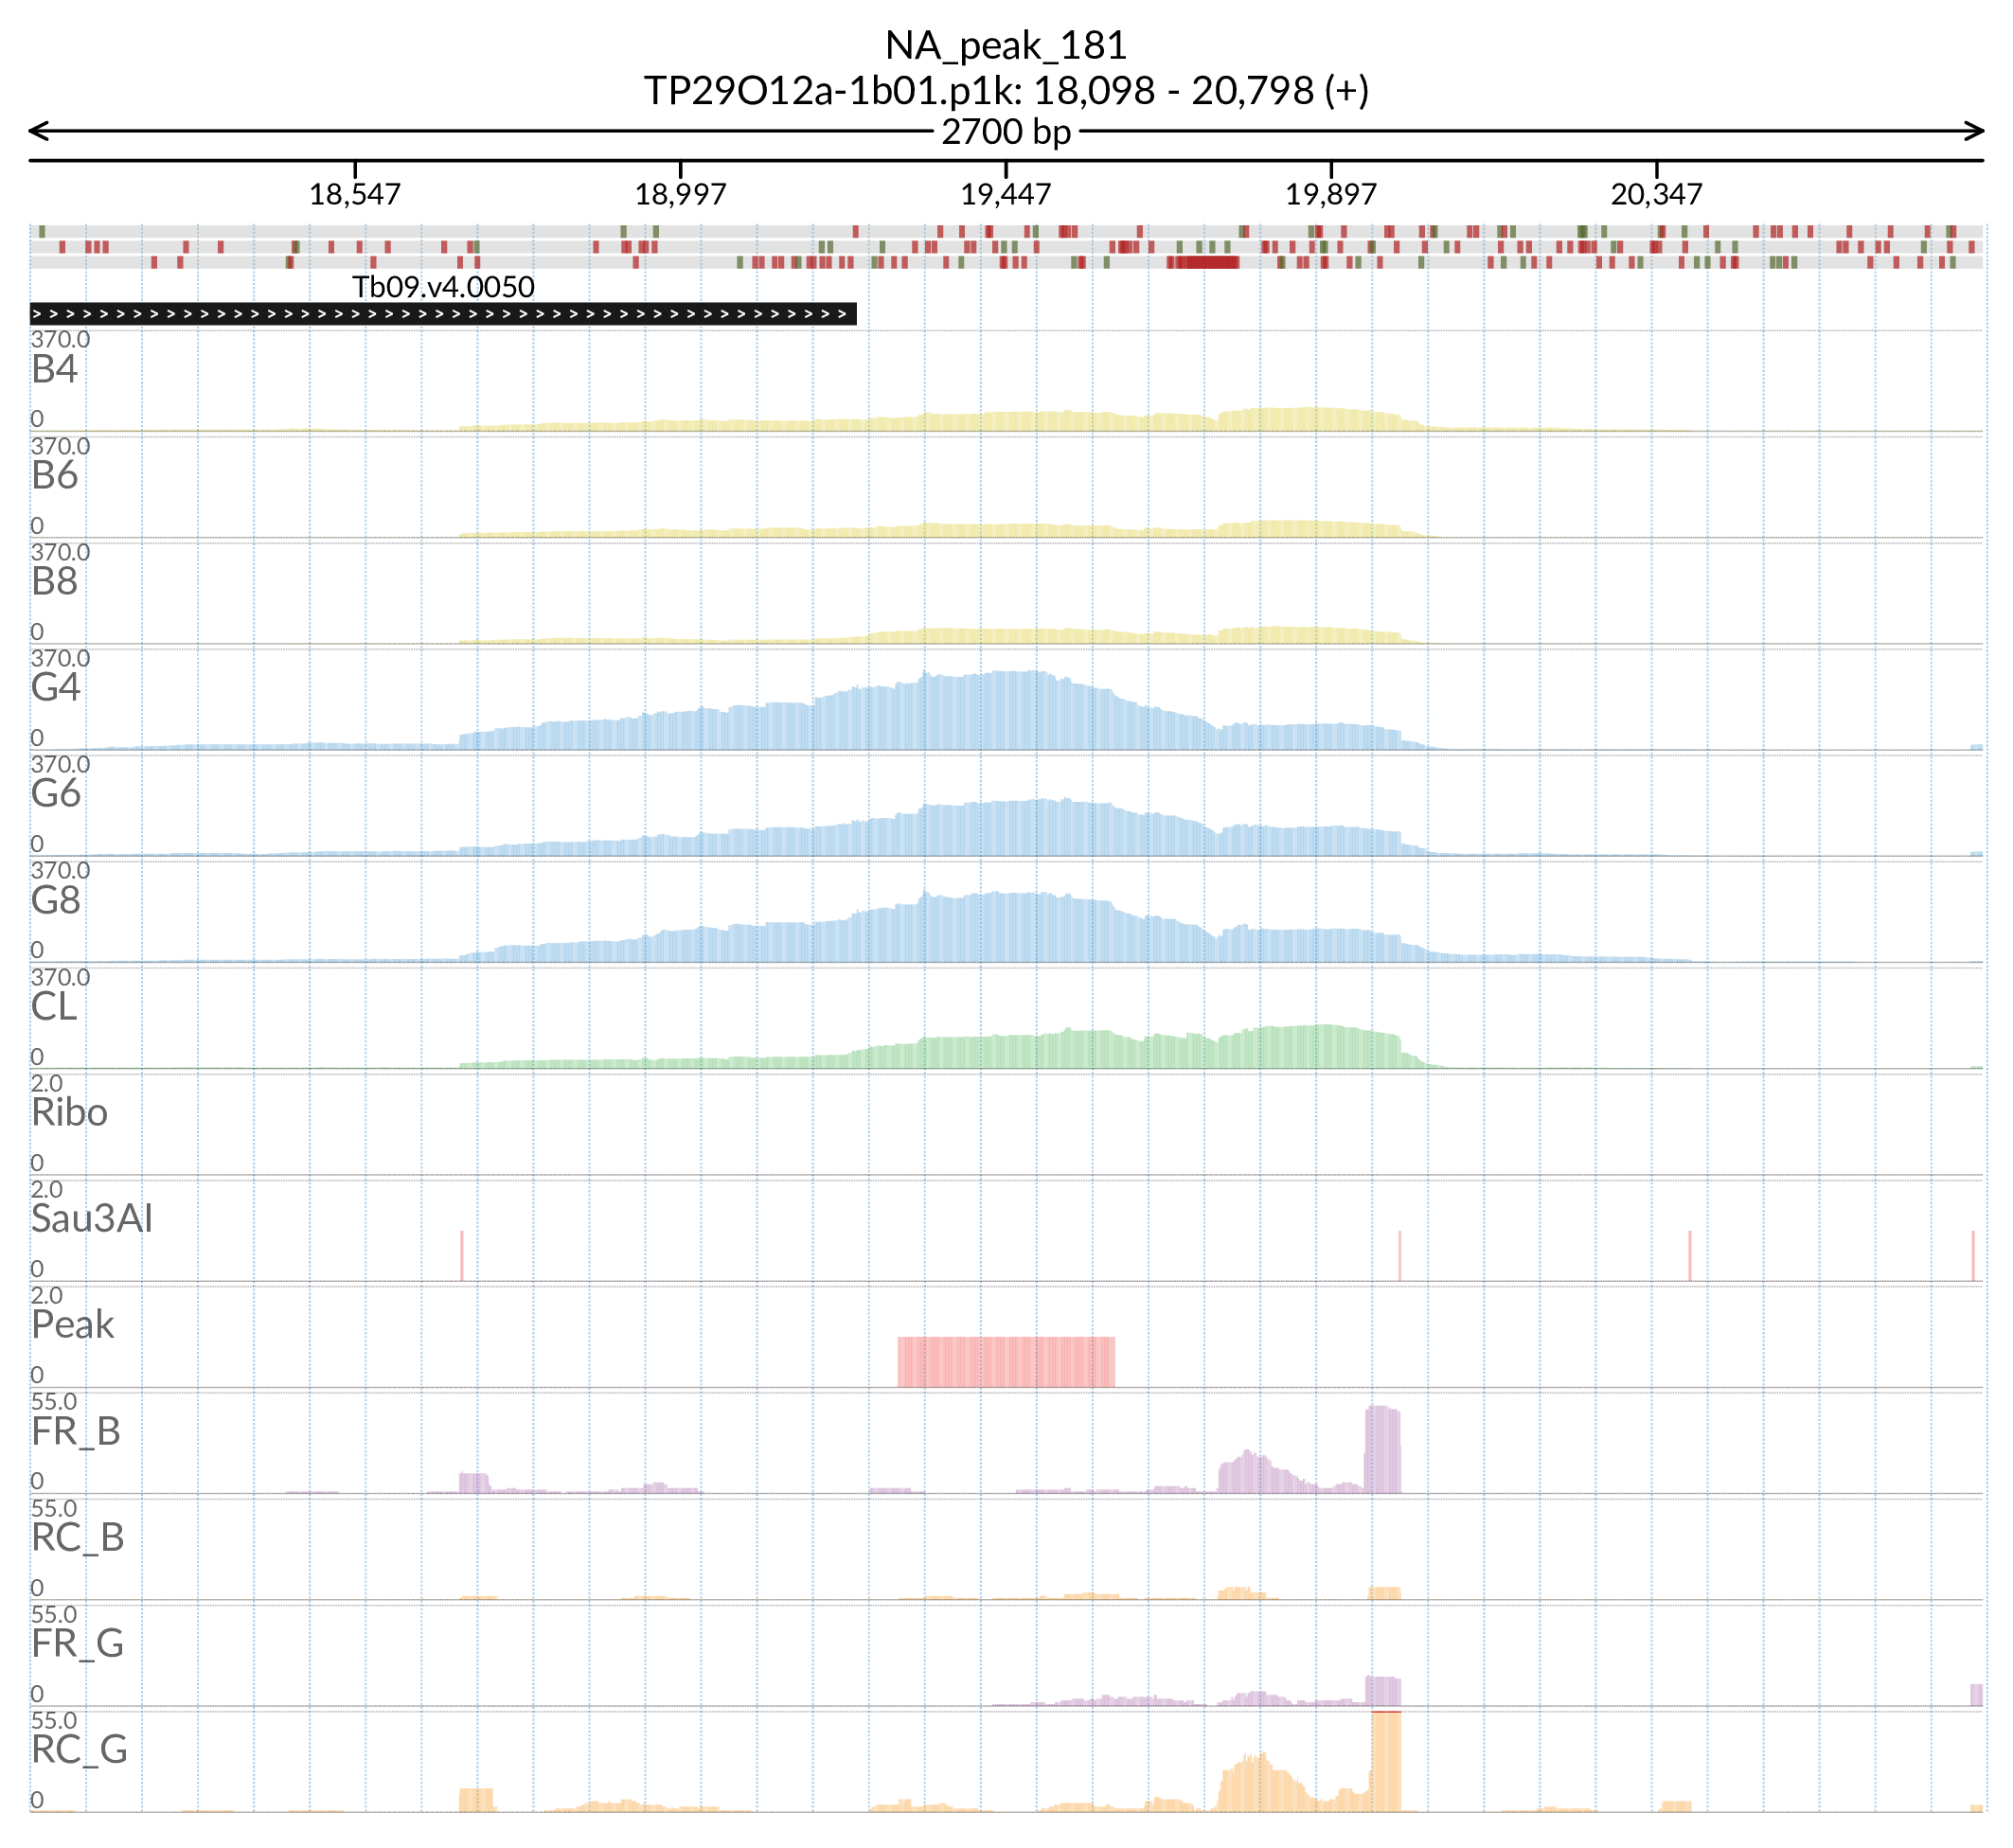 NA_peak_181
TP29O12a-1b01.p1k: 18,098 - 20,798 (+)
2700 bp
18,547 18,997 19,447 19,897 20,347
Tb09.v4.0050
370.0
B4
0
370.0
B6
0
370.0
B8
0
370.0
G4
0
370.0
G6
0
370.0
G8
0
370.0
CL
0
2.0
Ribo
0
2.0
Sau3AI
0
2.0
Peak
0
55.0
FR_B
0
55.0
RC_B
0
55.0
FR_G
0
55.0
RC_G
0